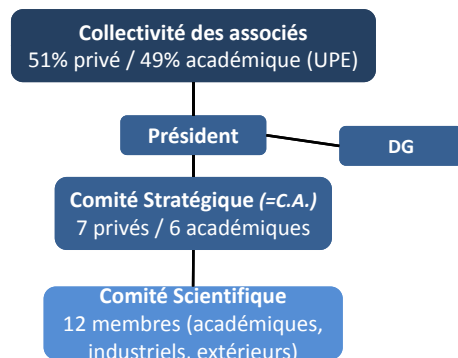 Collectivité des associés
51% privé / 49% académique (UPE)
Président
DG
Comité Stratégique (=C.A.)
7 privés / 6 académiques
Comité Scientifique
12 membres (académiques,
industriels, extérieurs)